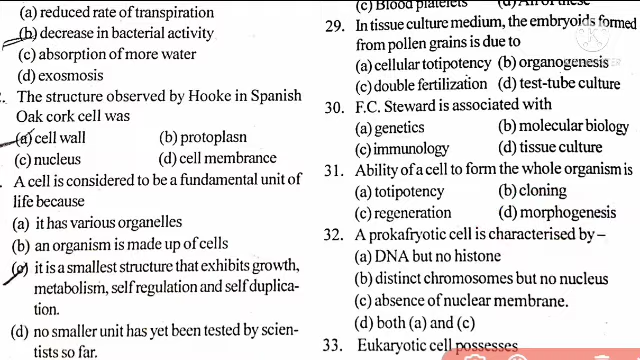 (a) reduced rate of transpiration
(b) decrease in bacterial activity
(c) absorption of more water
(d) exosmosis
The structure observed by Hooke in Spanish
Oak cork cell was
(a) cell wall (b) protoplasn
(c) nucleus (d) cell membrance
A cell is considered to be a fundamental unit of
life because
(a) it has various organelles
(b) an organism is made up of cells
(c) it is a smallest structure that exhibits growth,
metabolism, self regulation and self duplica-
tion.
(d) no smaller unit has yet been tested by scien-
tists so far.
(c) Blood platelets (d) All of these
29. In tissue culture medium, the embryoids formed
from pollen grains is due to
(a) cellular totipotency (b) organogenesis
(c) double fertilization (d) test-tube culture
30. F.C. Steward is associated with
(a) genetics (b) molecular biology
(c) immunology (d) tissue culture
31. Ability of a cell to form the whole organism is
(a) totipotency (b) cloning
(c) regeneration (d) morphogenesis
32. A prokafryotic cell is characterised by –
(a) DNA but no histone
(b) distinct chromosomes but no nucleus
(c) absence of nuclear membrane.
(d) both (a) and (c)
33. Eukaryotic cell possesses